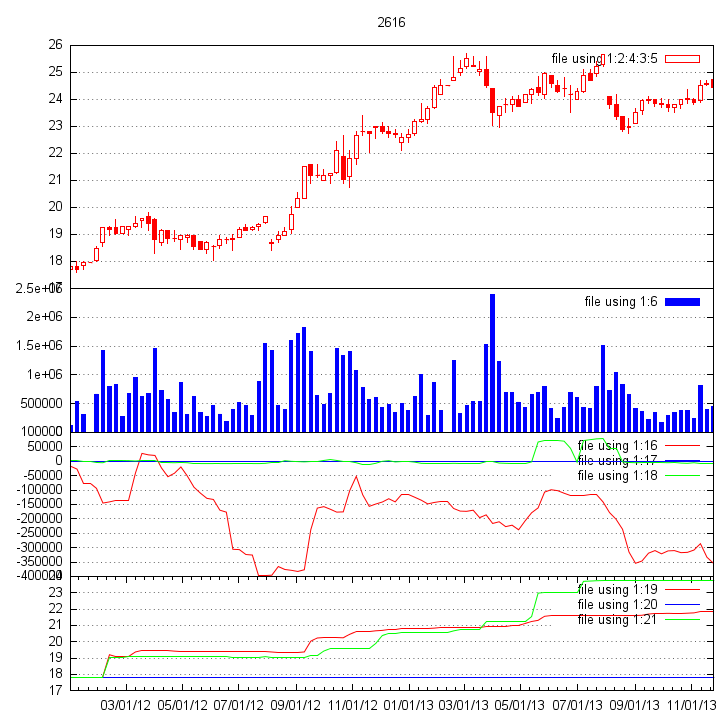 2616
26
file using 1:2:4:3:5
25
24
23
22
21
20
19
18
17
2.5e+06
file using 1:6
2e+06
1.5e+06
1e+06
500000
0
100000
file using 1:16
50000
file using 1:17
0
file using 1:18
-50000
-100000
-150000
-200000
-250000
-300000
-350000
-400000
24
file using 1:19
23
file using 1:20
22
file using 1:21
21
20
19
18
17
03/01/12 05/01/12 07/01/12 09/01/12 11/01/12 01/01/13 03/01/13 05/01/13 07/01/13 09/01/13 11/01/13